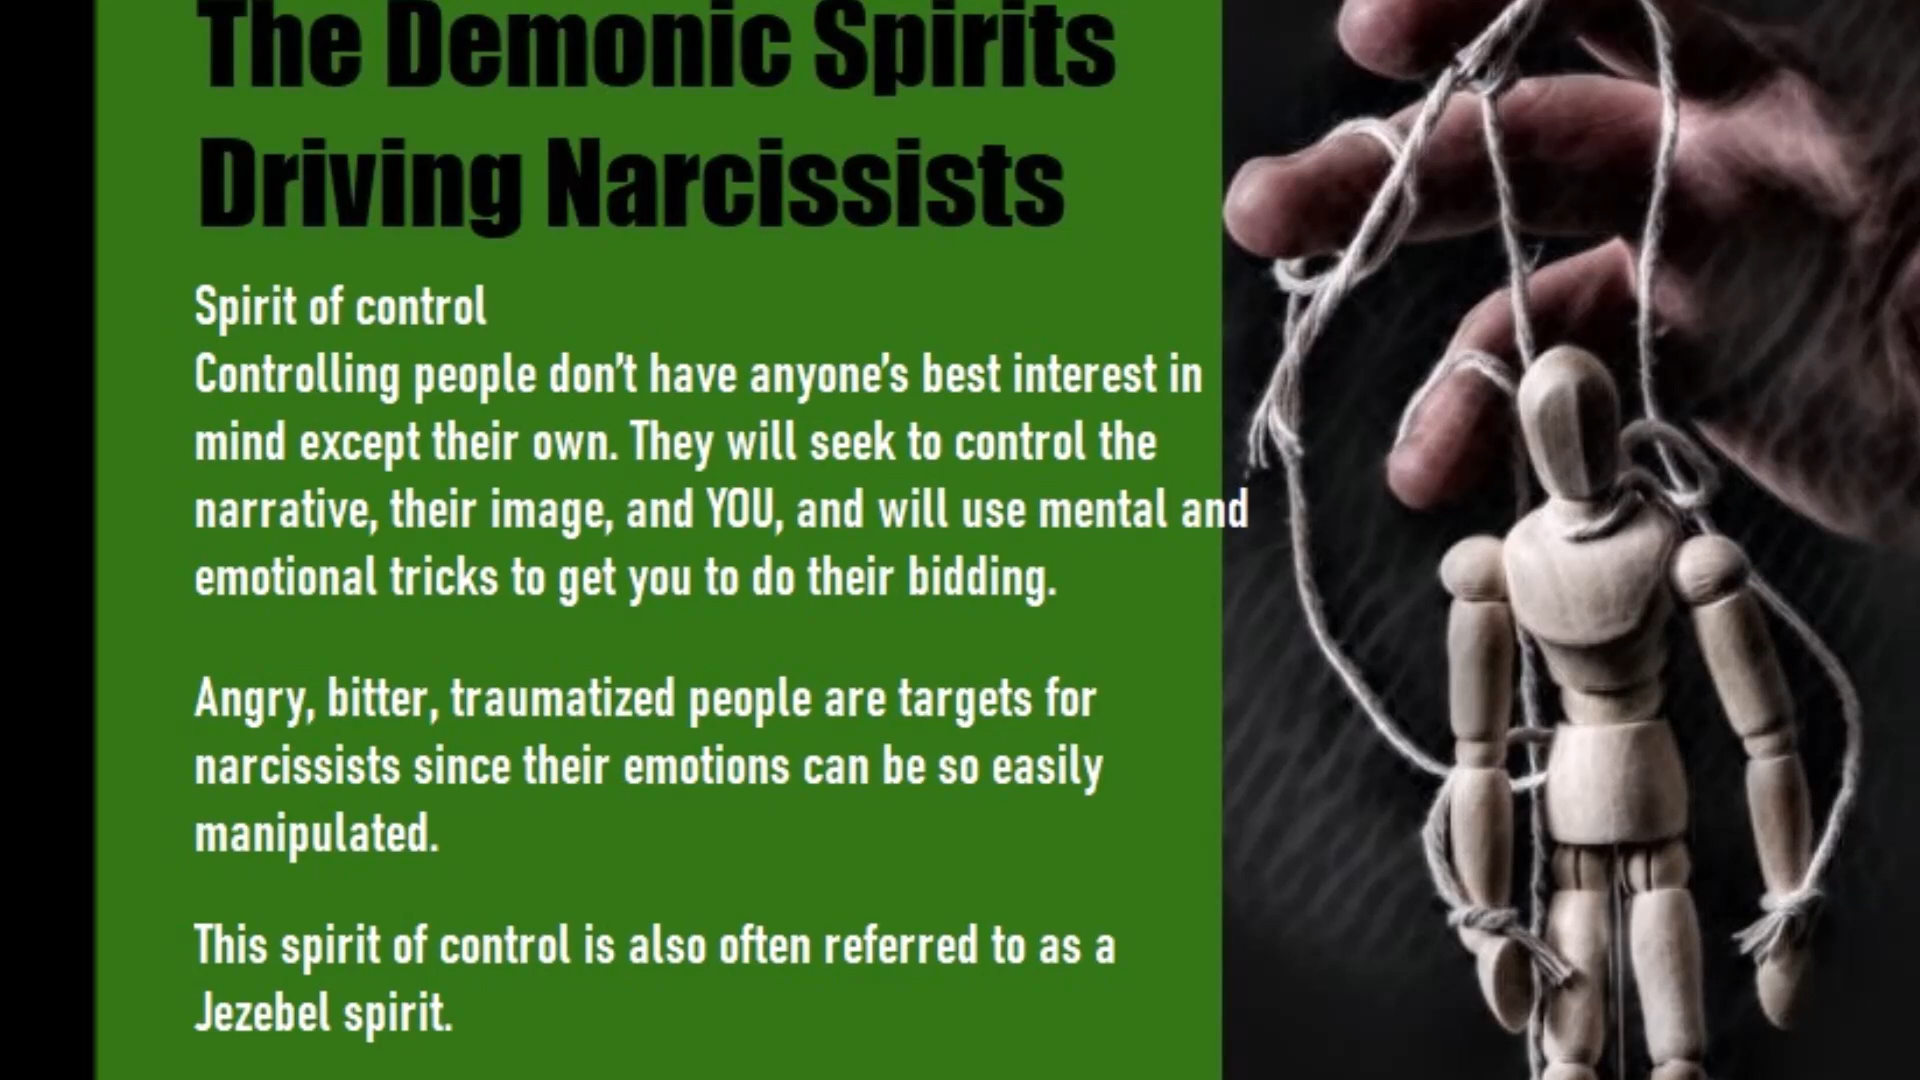 The Demonic Spirits
Driving Narcissists
Spirit of control
Controlling people don’t have anyone’s best interest in
mind except their own. They will seek to control the
narrative, their image, and YOU, and will use mental and
emotional tricks to get you to do their bidding.
Angry, bitter, traumatized people are targets for
narcissists since their emotions can be so easily
manipulated.
This spirit of control is also often referred to as a
Jezebel spirit.